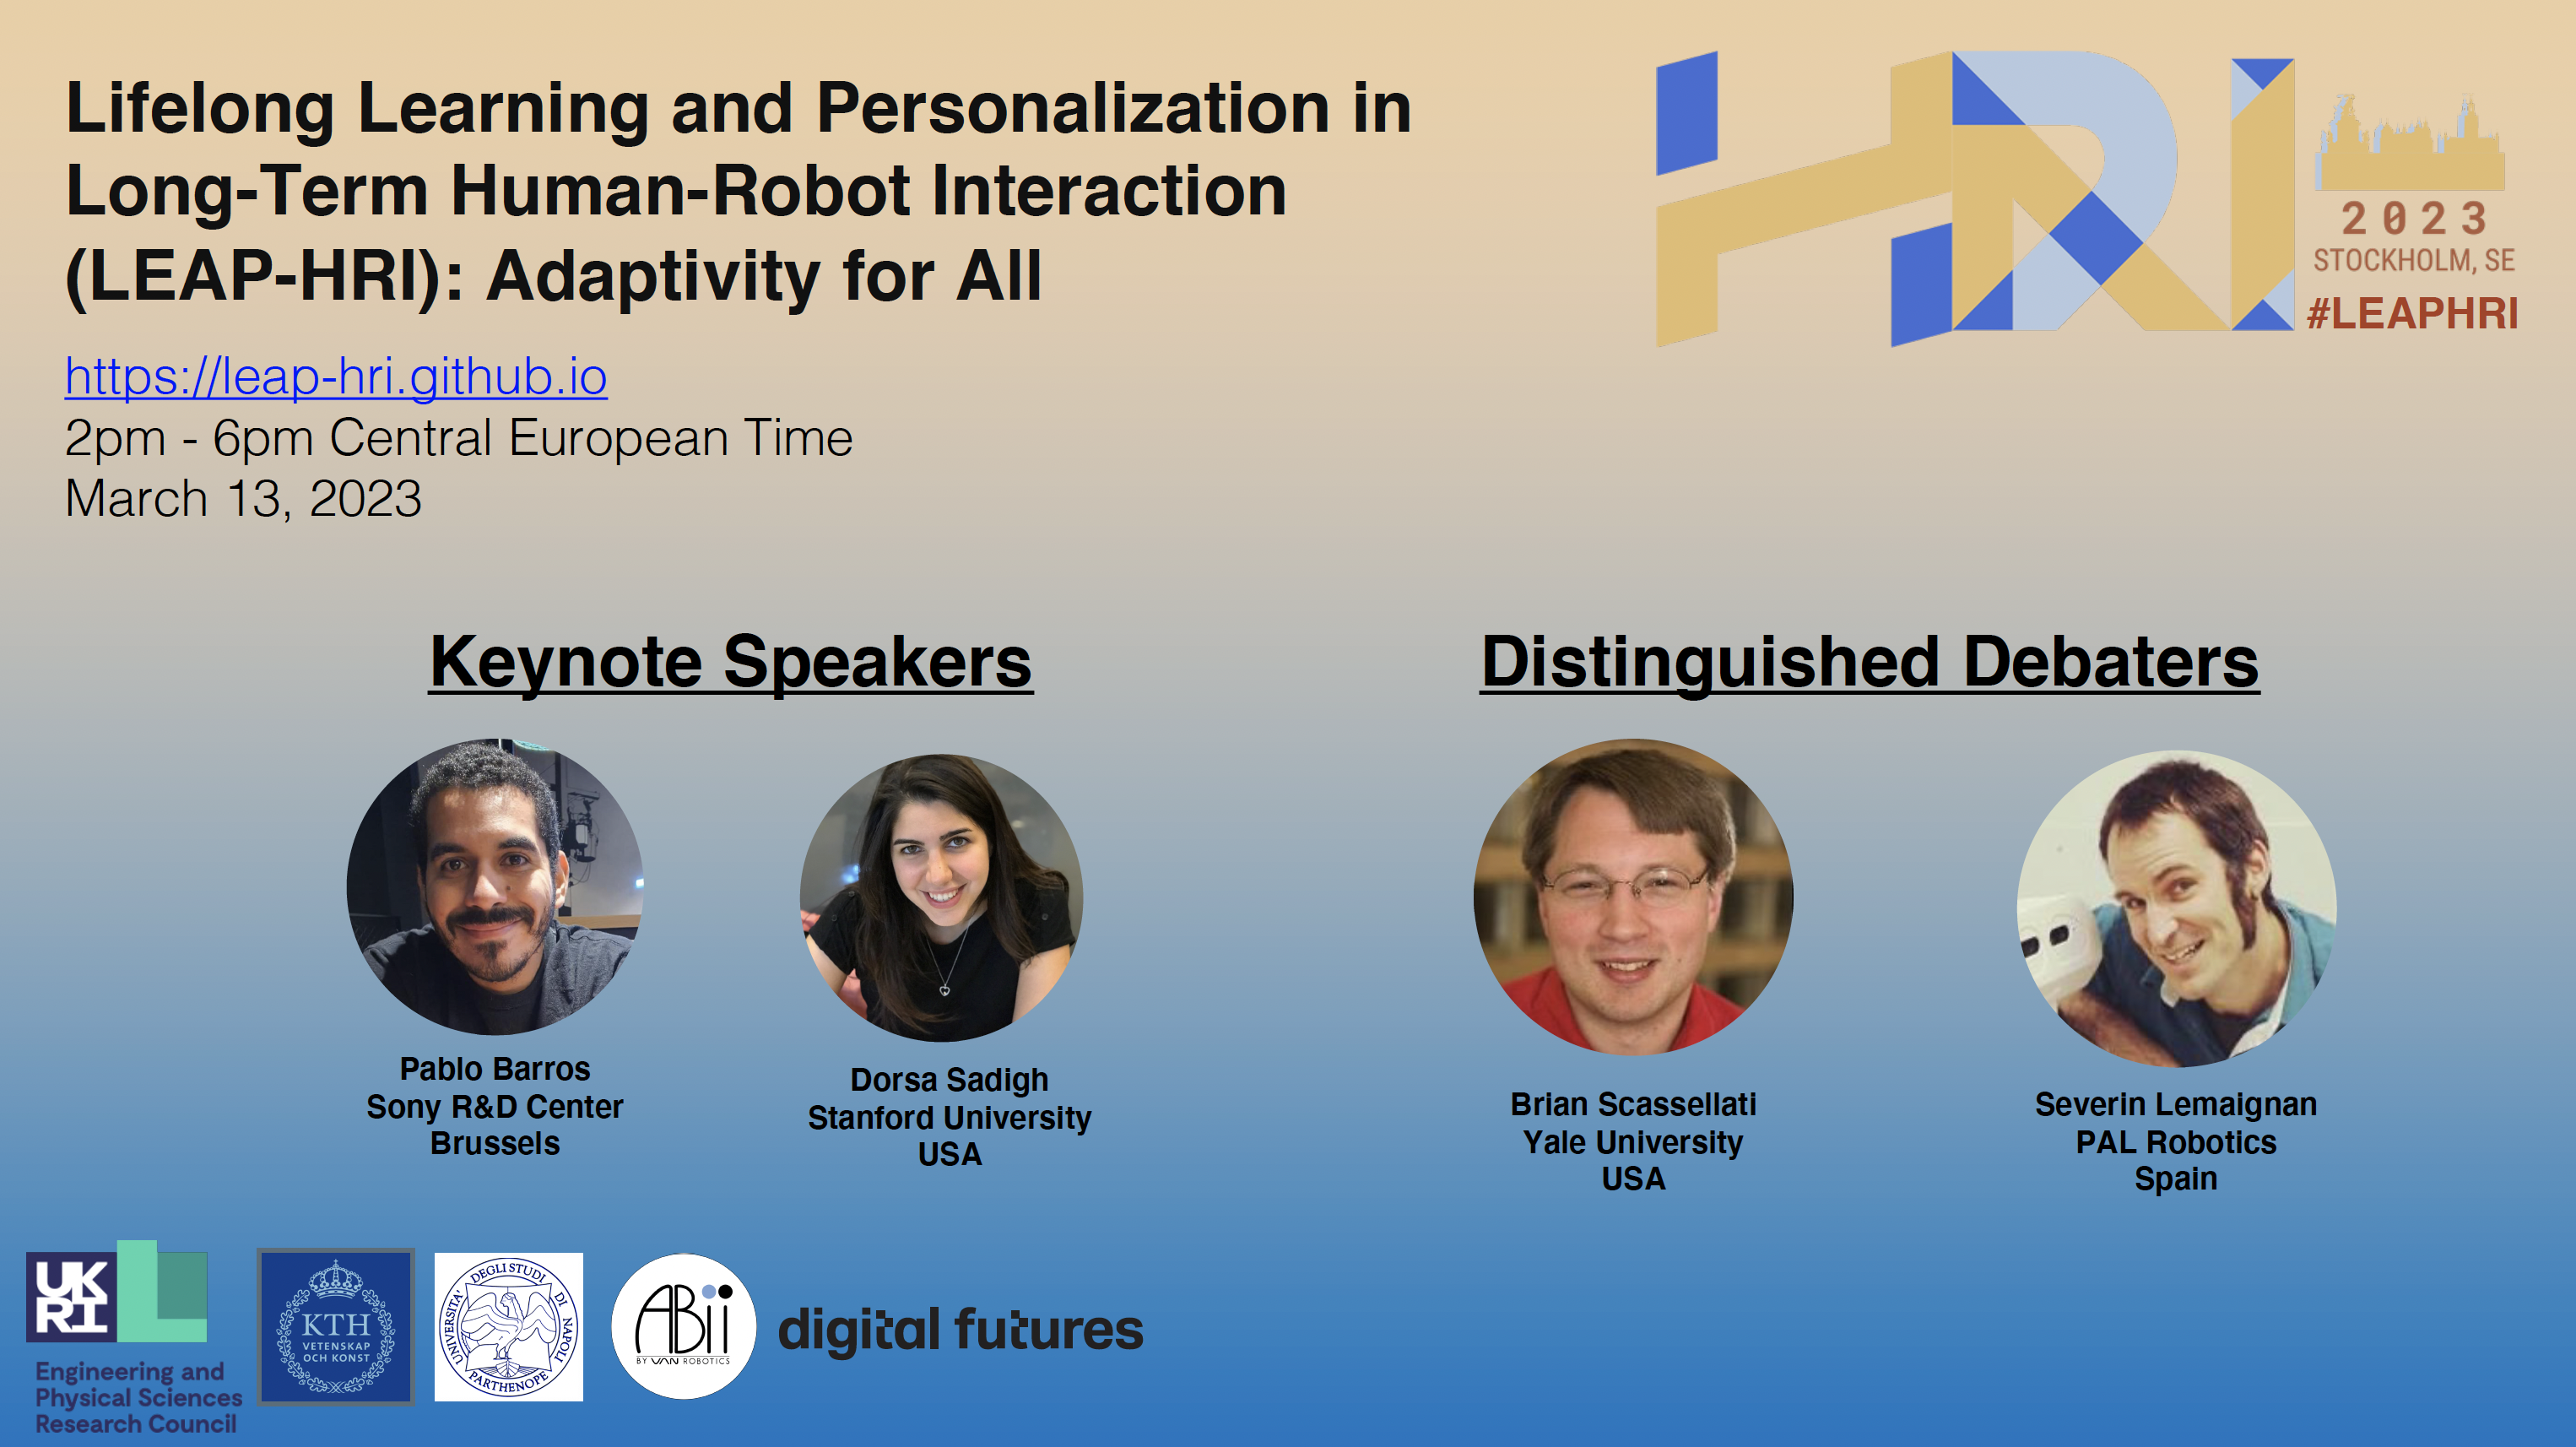 Lifelong Learning and Personalization in
Long-Term Human-Robot Interaction
(LEAP-HRI): Adaptivity for All
https://leap-hri.github.io
2pm - 6pm Central European Time
March 13, 2023
HRI
2023
STOCKHOLM, SE
#LEAPHRI
Keynote Speakers
Pablo Barros
Sony R&D Center
Brussels
Dorsa Sadigh
Stanford University
USA
Distinguished Debaters
Brian Scassellati
Yale University
USA
Severin Lemaignan
PAL Robotics
Spain
UK
RI
Engineering and
Physical Sciences
Research Council
KTH
VETENSKAP
OCH KONST
UNIVERSITA' DEGLI STUDI DI NAPOLI
PARTHENOPE
ABii
BY VAN ROBOTICS
digital futures